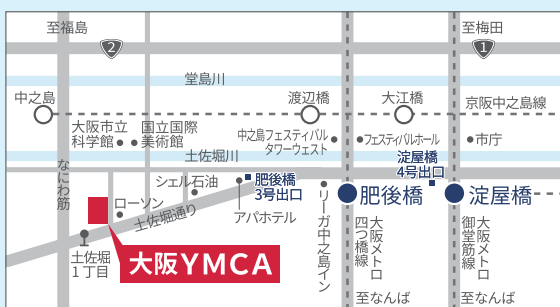 至福島
至梅田
2
1
堂島川
中之島
渡辺橋
大江橋
京阪中之島線
大阪市立
科学館
国立国際
美術館
中之島フェスティバル
タワーウェスト
フェスティバルホール
市庁
土佐堀川
淀屋橋
4号出口
なにわ筋
シェル石油
肥後橋
3号出口
肥後橋
淀屋橋
ローソン
土佐堀通り
アパホテル
リーガ中之島イン
大阪メトロ
四つ橋線
大阪メトロ
御堂筋線
土佐堀
1丁目
大阪YMCA
至なんば
至なんば